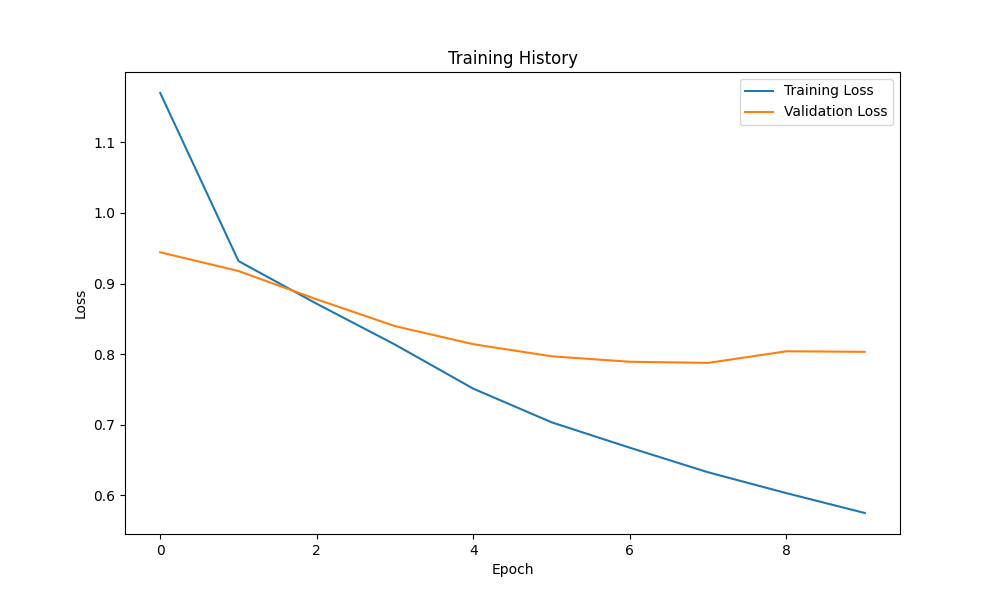 Training History
Training Loss
Validation Loss
1.1
1.0
0.9
0.8
0.7
0.6
Loss
0 2 4 6 8
Epoch